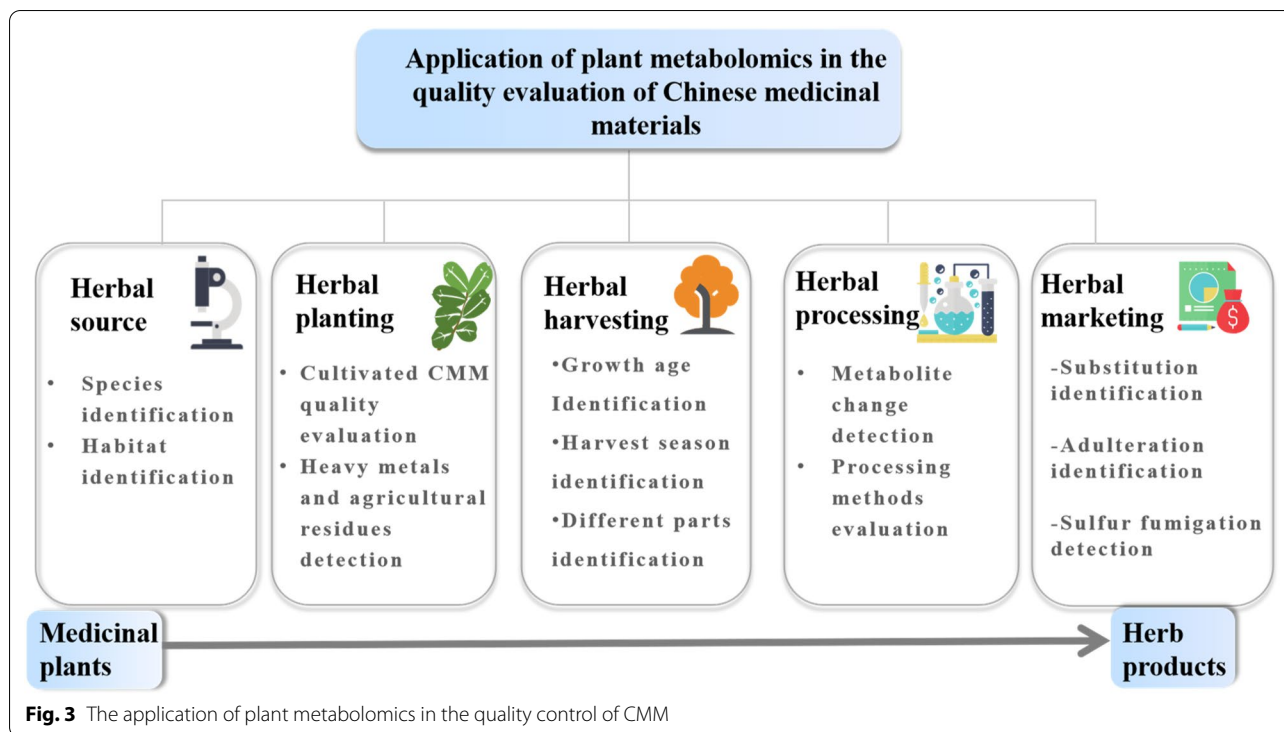 Application of plant metabolomics in the
quality evaluation of Chinese medicinal
materials
Herbal
source
• Species
identification
• Habitat
identification
Herbal
planting
• Cultivated CMM
quality
evaluation
• Heavy metals
and agricultural
residues
detection
Herbal
harvesting
•Growth age
Identification
•Harvest season
identification
•Different parts
identification
Herbal
processing
• Metabolite
change
detection
• Processing
methods
evaluation
Herbal
marketing
$
-Substitution
identification
-Adulteration
identification
-Sulfur fumigation
detection
Medicinal
plants
Herb
products
Fig. 3 The application of plant metabolomics in the quality control of CMM